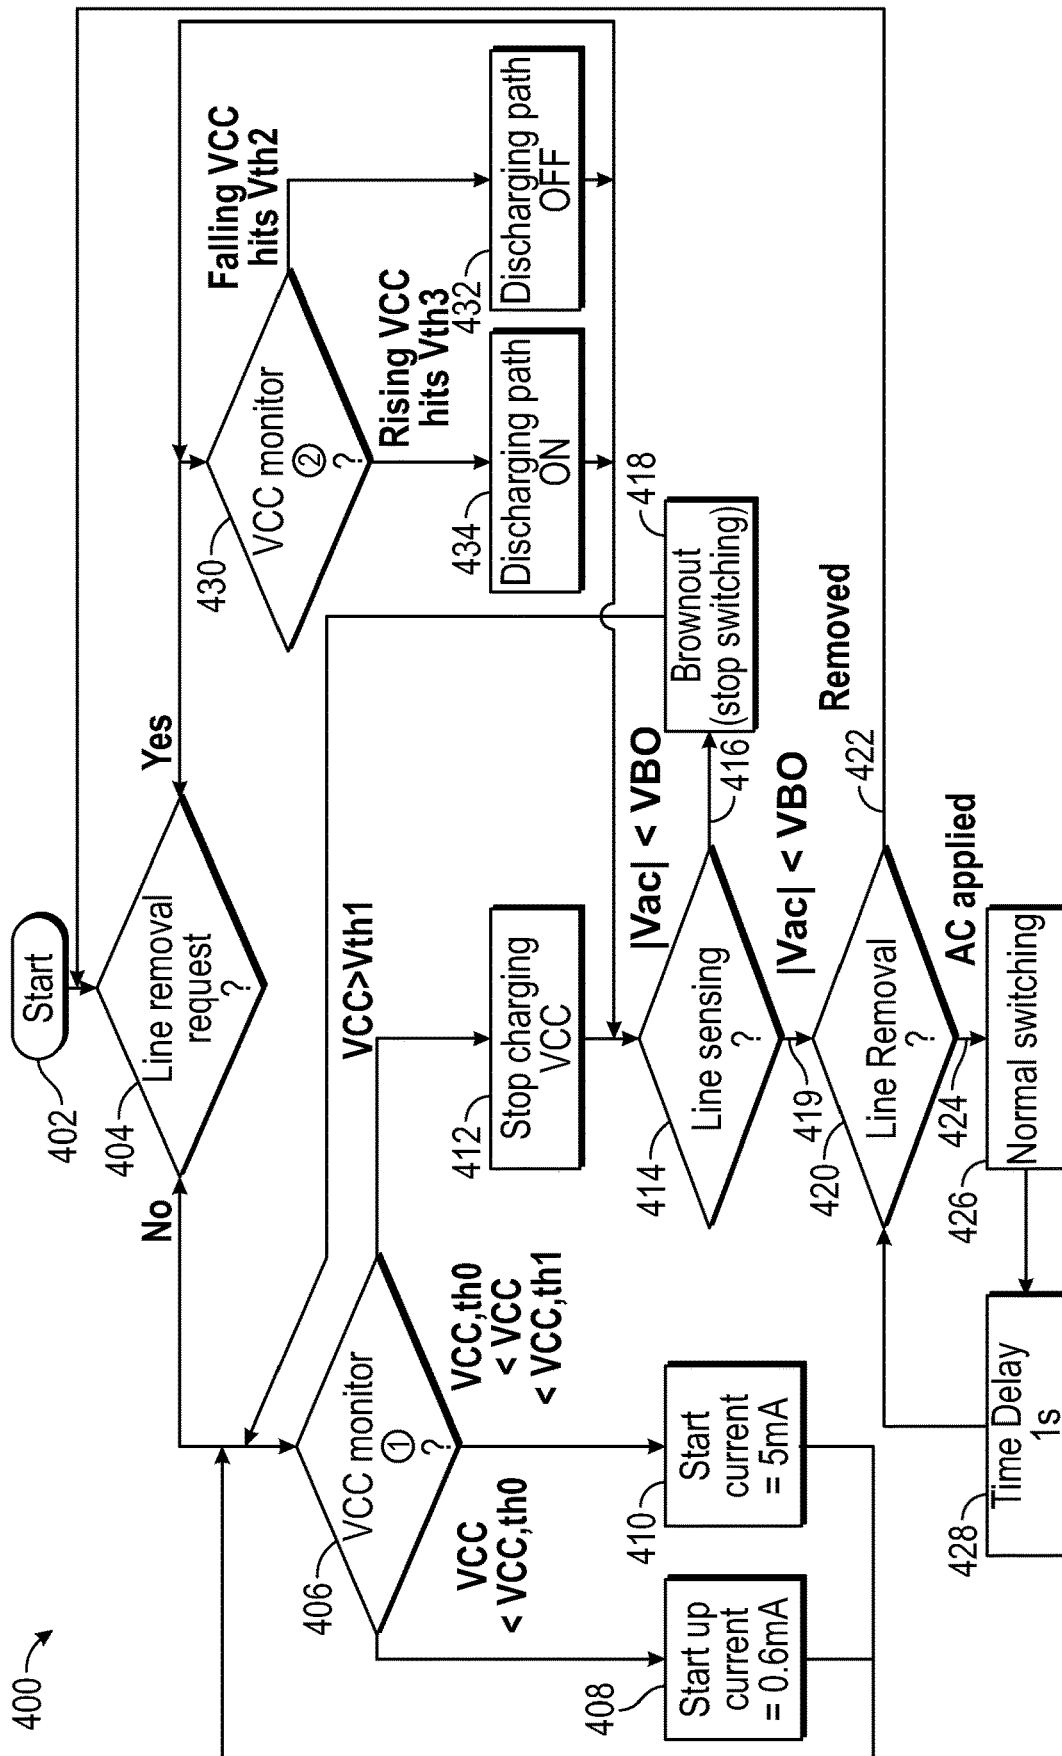 400
Start
402
Line removal
request
?
404
No
Yes
VCC monitor
①
?
406
VCC
< VCC,th0
VCC,th0
< VCC
< VCC,th1
VCC>Vth1
Start up
current
= 0.6mA
408
Start
current
= 5mA
410
Stop charging
VCC
412
VCC monitor
②
?
430
Rising VCC
hits Vth3
Falling VCC
hits Vth2
Discharging path
ON
434
Discharging path
OFF
432
Line sensing
?
414
|Vac| < VBO
416
Brownout
(stop switching)
418
419
|Vac| < VBO
Line Removal
?
420
Removed
422
AC applied
424
Normal switching
426
Time Delay
1s
428